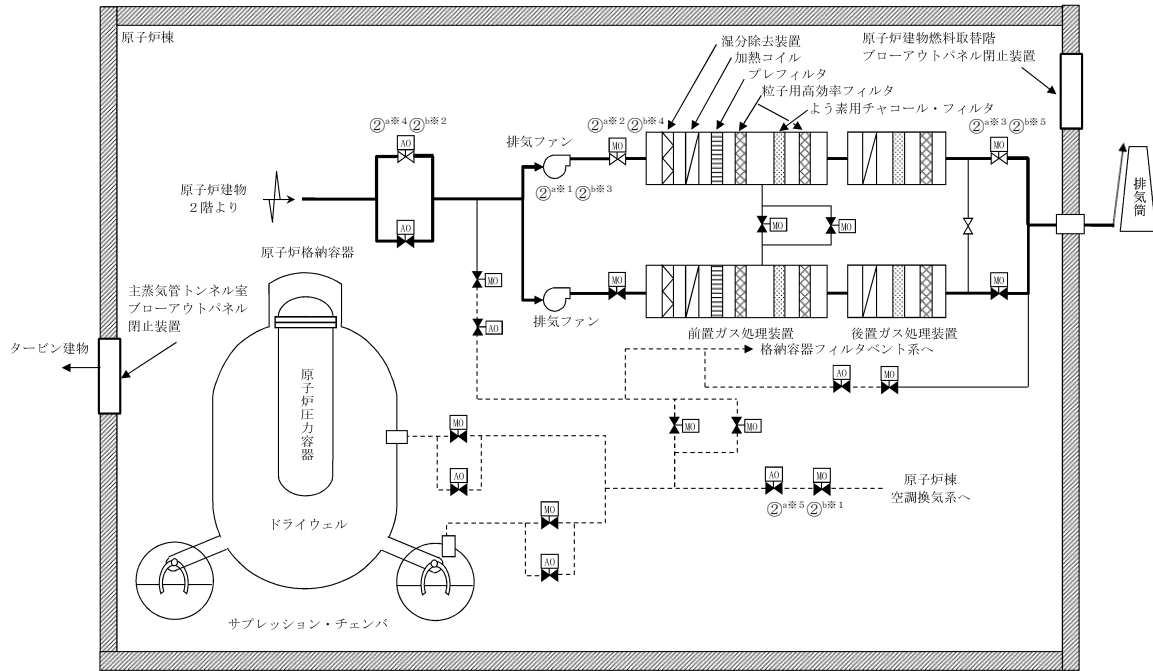 原子炉棟
湿分除去装置
加熱コイル
プレフィルタ
粒子用高効率フィルタ
よう素用チャコール・フィルタ
原子炉建物燃料取替階
ブローアウトパネル閉止装置
②a※4 ②b※2
AO
AO
排気ファン
②a※1 ②b※3
②a※2 ②b※4
MO
②a※3 ②b※5
MO
排気筒
原子炉建物
２階より
MO
MO
MO
AO
排気ファン
MO
MO
前置ガス処理装置
後置ガス処理装置
格納容器フィルタベント系へ
AO
MO
原子炉格納容器
主蒸気管トンネル室
ブローアウトパネル
閉止装置
タービン建物
原子炉圧力容器
MO
AO
MO
MO
AO
MO
②a※5 ②b※1
原子炉棟
空調換気系へ
MO
AO
ドライウェル
サプレッション・チェンバ